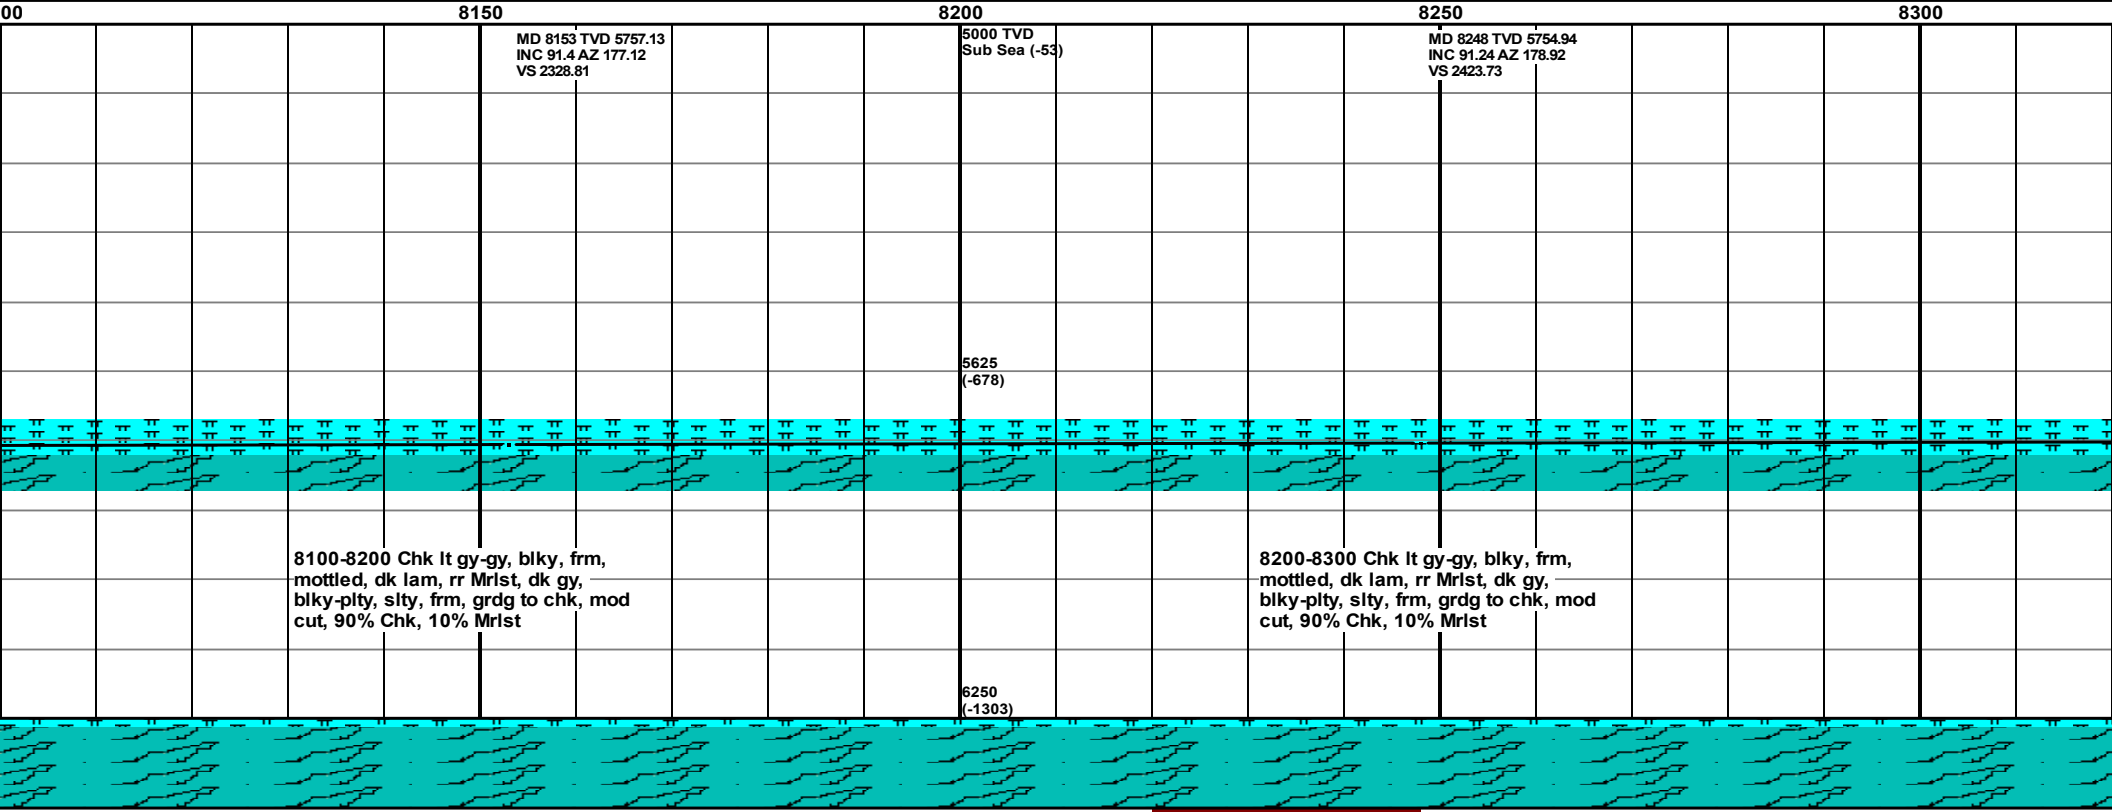 00 8150 8200 8250 8300
MD 8153 TVD 5757.13
INC 91.4 AZ 177.12
VS 2328.81
5000 TVD
Sub Sea (-53)
MD 8248 TVD 5754.94
INC 91.24 AZ 178.92
VS 2423.73
5625
(-678)
8100-8200 Chk lt gy-gy, blky, frm,
mottled, dk lam, rr Mrlst, dk gy,
blky-plty, slty, frm, grdg to chk, mod
cut, 90% Chk, 10% Mrlst
8200-8300 Chk lt gy-gy, blky, frm,
mottled, dk lam, rr Mrlst, dk gy,
blky-plty, slty, frm, grdg to chk, mod
cut, 90% Chk, 10% Mrlst
6250
(-1303)